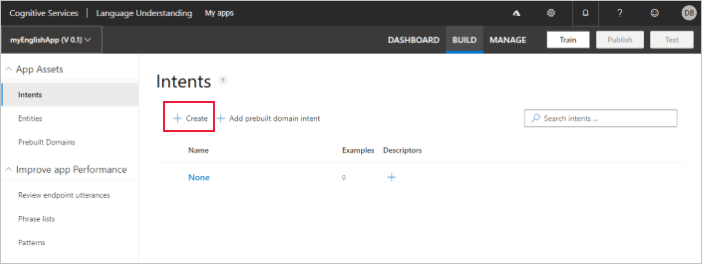 Cognitive Services | Language Understanding My apps ? DB
myEnglishApp (V 0.1) DASHBOARD BUILD MANAGE Train Publish Test
App Assets
Intents
Entities
Prebuilt Domains
Improve app Performance
Review endpoint utterances
Phrase lists
Patterns
Intents ?
+ Create + Add prebuilt domain intent Search intents ...
Name Examples Descriptors
None 0 +